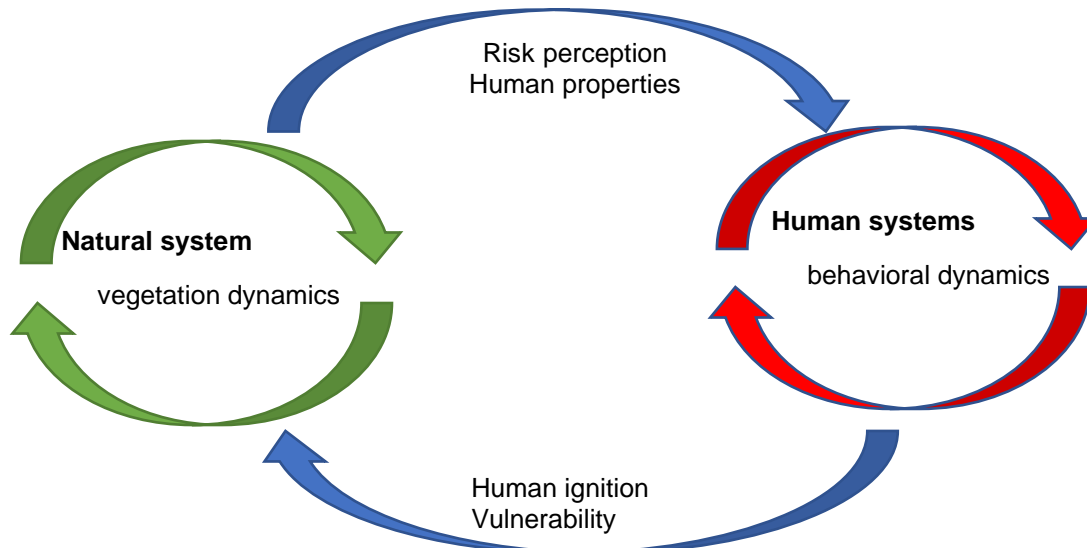 Risk perception
Human properties
Natural system
vegetation dynamics
Human systems
behavioral dynamics
Human ignition
Vulnerability